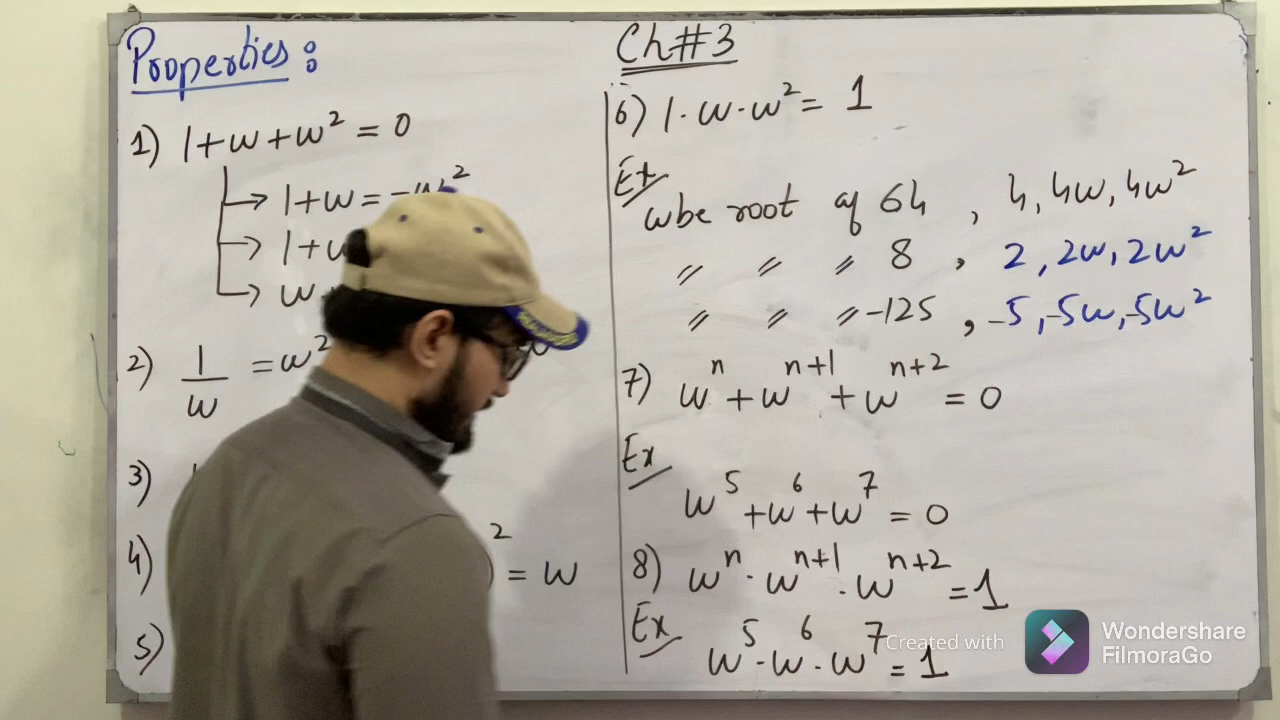 Properties:
1) 1+w+w² = 0
→ 1+w = -w²
→ 1+w
→ w
2) 1/w = w²
3)
4) )² = w
5)
Ch#3
6) 1·w·w² = 1
Ex
wbe root of 64, 4, 4w, 4w²
〃 〃 〃 8, 2, 2w, 2w²
〃 〃 〃 -125, -5, -5w, -5w²
7) wⁿ + wⁿ⁺¹ + wⁿ⁺² = 0
Ex
w⁵ + w⁶ + w⁷ = 0
8) wⁿ · wⁿ⁺¹ · wⁿ⁺² = 1
Ex
w⁵ · w⁶ · w⁷ = 1
Created with
Wondershare
FilmoraGo